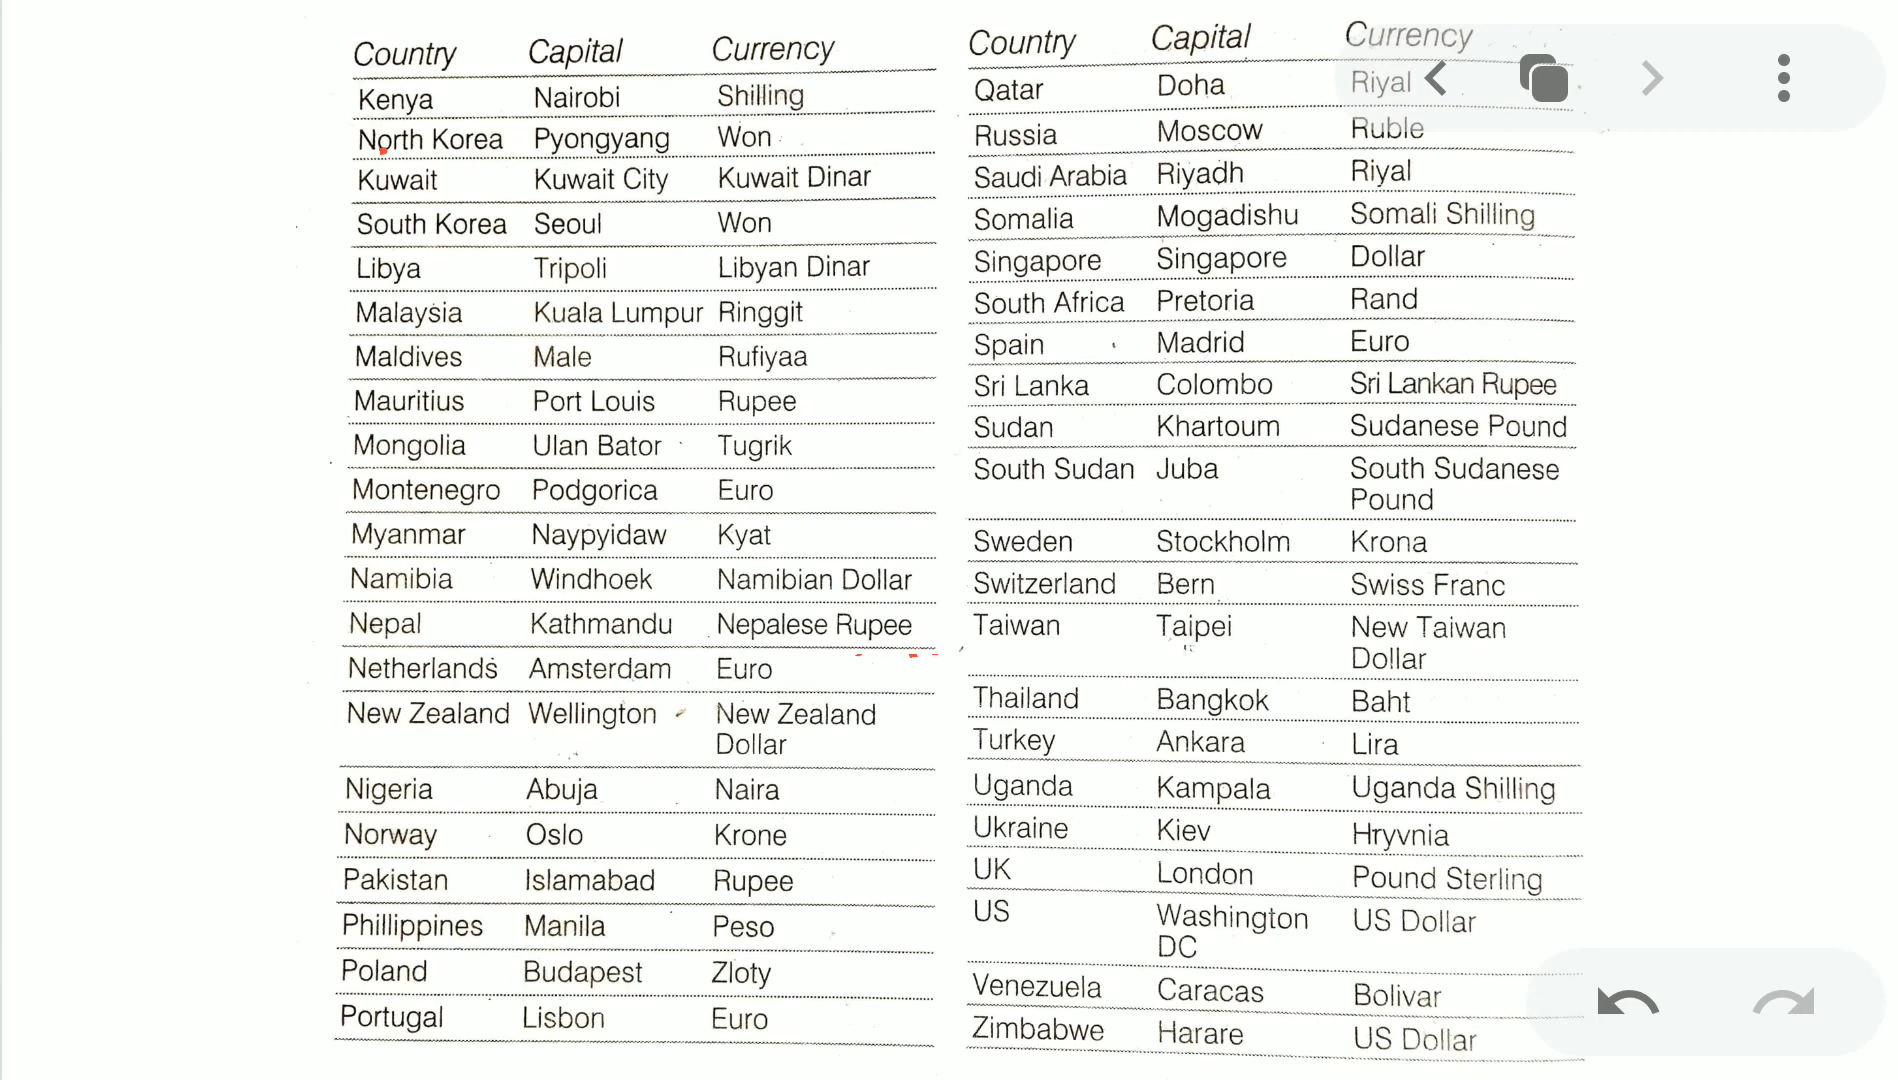 Country Capital Currency
Kenya Nairobi Shilling
North Korea Pyongyang Won
Kuwait Kuwait City Kuwait Dinar
South Korea Seoul Won
Libya Tripoli Libyan Dinar
Malaysia Kuala Lumpur Ringgit
Maldives Male Rufiyaa
Mauritius Port Louis Rupee
Mongolia Ulan Bator Tugrik
Montenegro Podgorica Euro
Myanmar Naypyidaw Kyat
Namibia Windhoek Namibian Dollar
Nepal Kathmandu Nepalese Rupee
Netherlands Amsterdam Euro
New Zealand Wellington New Zealand
Dollar
Nigeria Abuja Naira
Norway Oslo Krone
Pakistan Islamabad Rupee
Phillippines Manila Peso
Poland Budapest Zloty
Portugal Lisbon Euro
Country Capital Currency
Qatar Doha Riyal
Russia Moscow Ruble
Saudi Arabia Riyadh Riyal
Somalia Mogadishu Somali Shilling
Singapore Singapore Dollar
South Africa Pretoria Rand
Spain Madrid Euro
Sri Lanka Colombo Sri Lankan Rupee
Sudan Khartoum Sudanese Pound
South Sudan Juba South Sudanese
Pound
Sweden Stockholm Krona
Switzerland Bern Swiss Franc
Taiwan Taipei New Taiwan
Dollar
Thailand Bangkok Baht
Turkey Ankara Lira
Uganda Kampala Uganda Shilling
Ukraine Kiev Hryvnia
UK London Pound Sterling
US Washington US Dollar
DC
Venezuela Caracas Bolivar
Zimbabwe Harare US Dollar